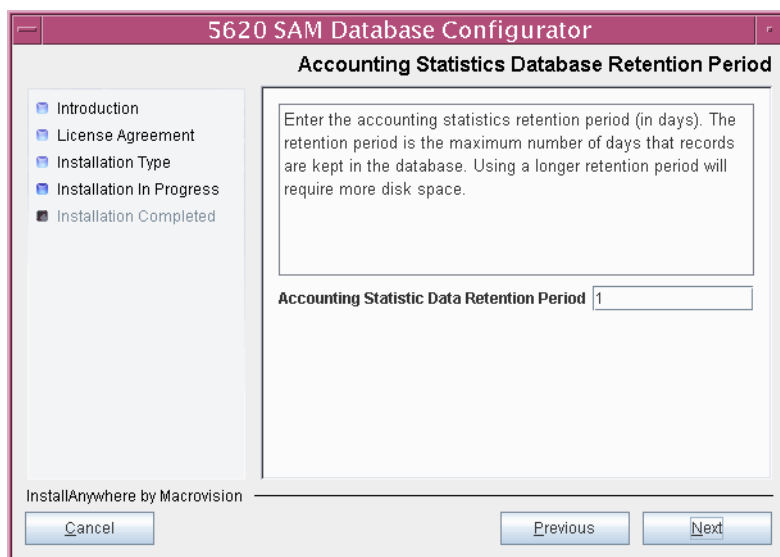 5620 SAM Database Configurator
Accounting Statistics Database Retention Period
Introduction
License Agreement
Installation Type
Installation In Progress
Installation Completed
Enter the accounting statistics retention period (in days). The
retention period is the maximum number of days that records
are kept in the database. Using a longer retention period will
require more disk space.
Accounting Statistic Data Retention Period 1
InstallAnywhere by Macrovision
Cancel
Previous
Next